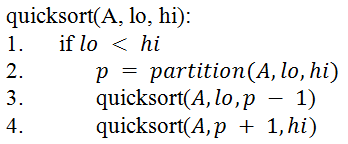 quicksort(A, lo, hi):
1. if lo < hi
2. p = partition(A, lo, hi)
3. quicksort(A, lo, p − 1)
4. quicksort(A, p + 1, hi)